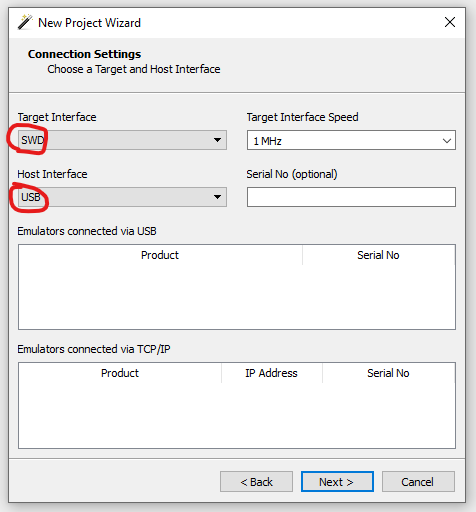 New Project Wizard
Connection Settings
Choose a Target and Host Interface
Target Interface
Target Interface Speed
SWD
1 MHz
Host Interface
Serial No (optional)
USB
Emulators connected via USB
Product Serial No
Emulators connected via TCP/IP
Product IP Address Serial No
< Back Next > Cancel